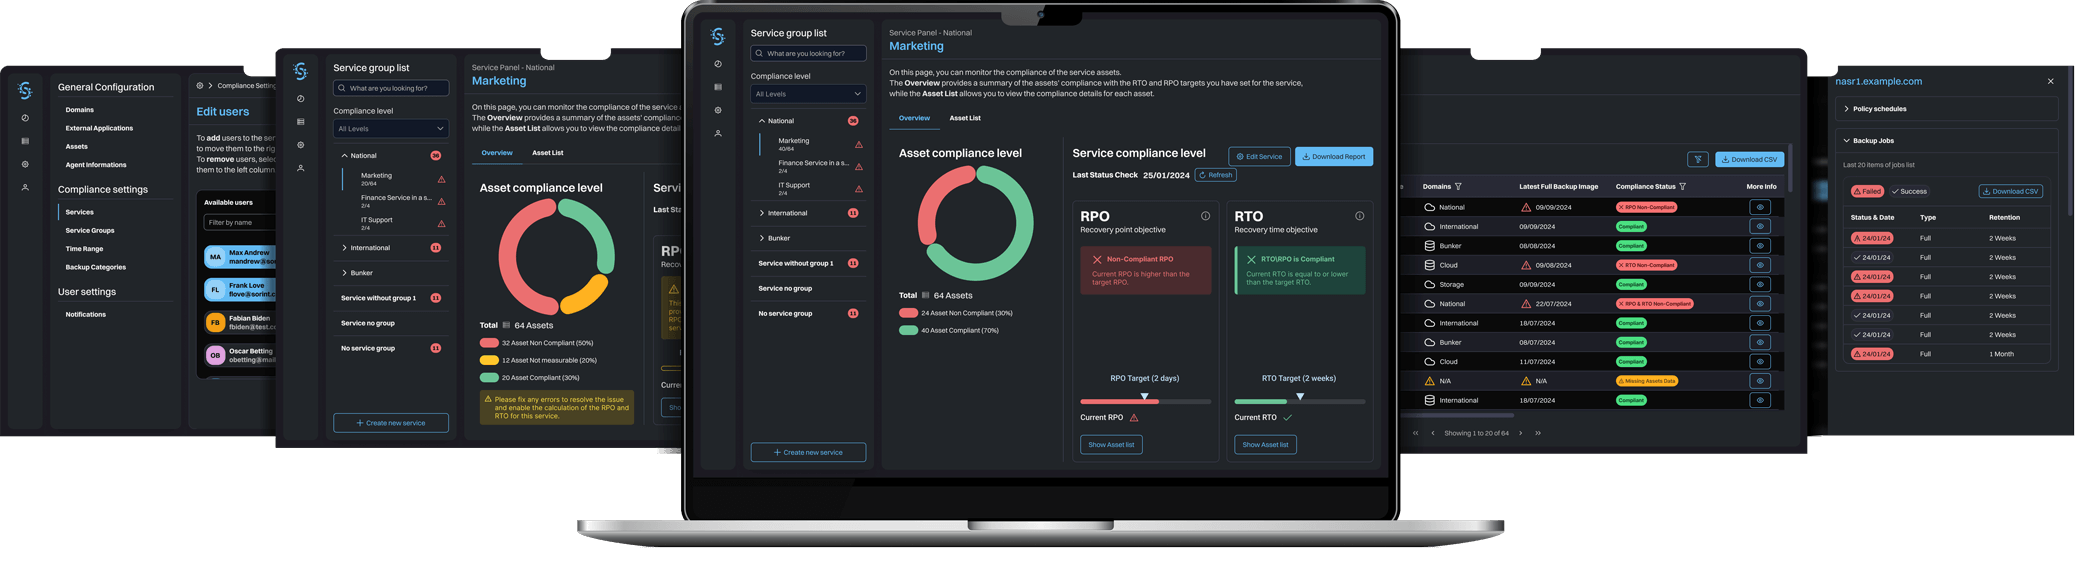 General Configuration
Domains
External Applications
Assets
Agent Informations
Compliance settings
Services
Service Groups
Time Range
Backup Categories
User settings
Notifications
Compliance Setting
Edit users
To add users to the ser
to move them to the rig
To remove users, selec
them to the left column.
Available users
Filter by name
MA
Max Andrew
mandrew@sor
FL
Frank Love
flove@sorint.c
FB
Fabian Biden
fbiden@test.co
OB
Oscar Betting
obetting@mail
Service group list
What are you looking for?
Compliance level
All Levels
National
36
Marketing
20/64
Finance Service in a s...
2/4
IT Support
2/4
International
11
Bunker
Service without group 1
11
Service no group
No service group
11
Create new service
Service Panel - National
Marketing
On this page, you can monitor the compliance of the service a
The Overview provides a summary of the assets' complianc
while the Asset List allows you to view the compliance detail
Overview
Asset List
Asset compliance level
Total
64 Assets
32 Asset Non Compliant (50%)
12 Asset Not measurable (20%)
20 Asset Compliant (30%)
Please fix any errors to resolve the issue
and enable the calculation of the RPO and
RTO for this service.
Servi
Last Sta
RP
Recov
This
pro
RPO
serv
Curre
Sho
Service group list
What are you looking for?
Compliance level
All Levels
National
36
Marketing
40/64
Finance Service in a s...
2/4
IT Support
2/4
International
11
Bunker
Service without group 1
11
Service no group
No service group
11
Create new service
Service Panel - National
Marketing
On this page, you can monitor the compliance of the service assets.
The Overview provides a summary of the assets' compliance with the RTO and RPO targets you have set for the service,
while the Asset List allows you to view the compliance details for each asset.
Overview
Asset List
Asset compliance level
Total
64 Assets
24 Asset Non Compliant (30%)
40 Asset Compliant (70%)
Service compliance level
Edit Service
Download Report
Last Status Check 25/01/2024
Refresh
RPO
Recovery point objective
Non-Compliant RPO
Current RPO is higher than the
target RPO.
RPO Target (2 days)
Current RPO
Show Asset list
RTO
Recovery time objective
RTO\RPO is Compliant
Current RTO is equal to or lower
than the target RTO.
RTO Target (2 weeks)
Current RTO
Show Asset list
Download CSV
Domains
Latest Full Backup Image
Compliance Status
More Info
National
09/09/2024
RPO Non-Compliant
International
09/09/2024
Compliant
Bunker
08/08/2024
Compliant
Cloud
09/08/2024
RTO Non-Compliant
Storage
09/09/2024
Compliant
National
22/07/2024
RPO & RTO Non-Compliant
International
18/07/2024
Compliant
Bunker
08/07/2024
Compliant
Cloud
11/07/2024
Compliant
N/A
N/A
Missing Assets Data
International
18/07/2024
Compliant
Showing 1 to 20 of 64
nasr1.example.com
Policy schedules
Backup Jobs
Last 20 items of jobs list
Failed
Success
Download CSV
Status & Date
Type
Retention
24/01/24
Full
2 Weeks
24/01/24
Full
2 Weeks
24/01/24
Full
2 Weeks
24/01/24
Full
2 Weeks
24/01/24
Full
2 Weeks
24/01/24
Full
2 Weeks
24/01/24
Full
1 Month